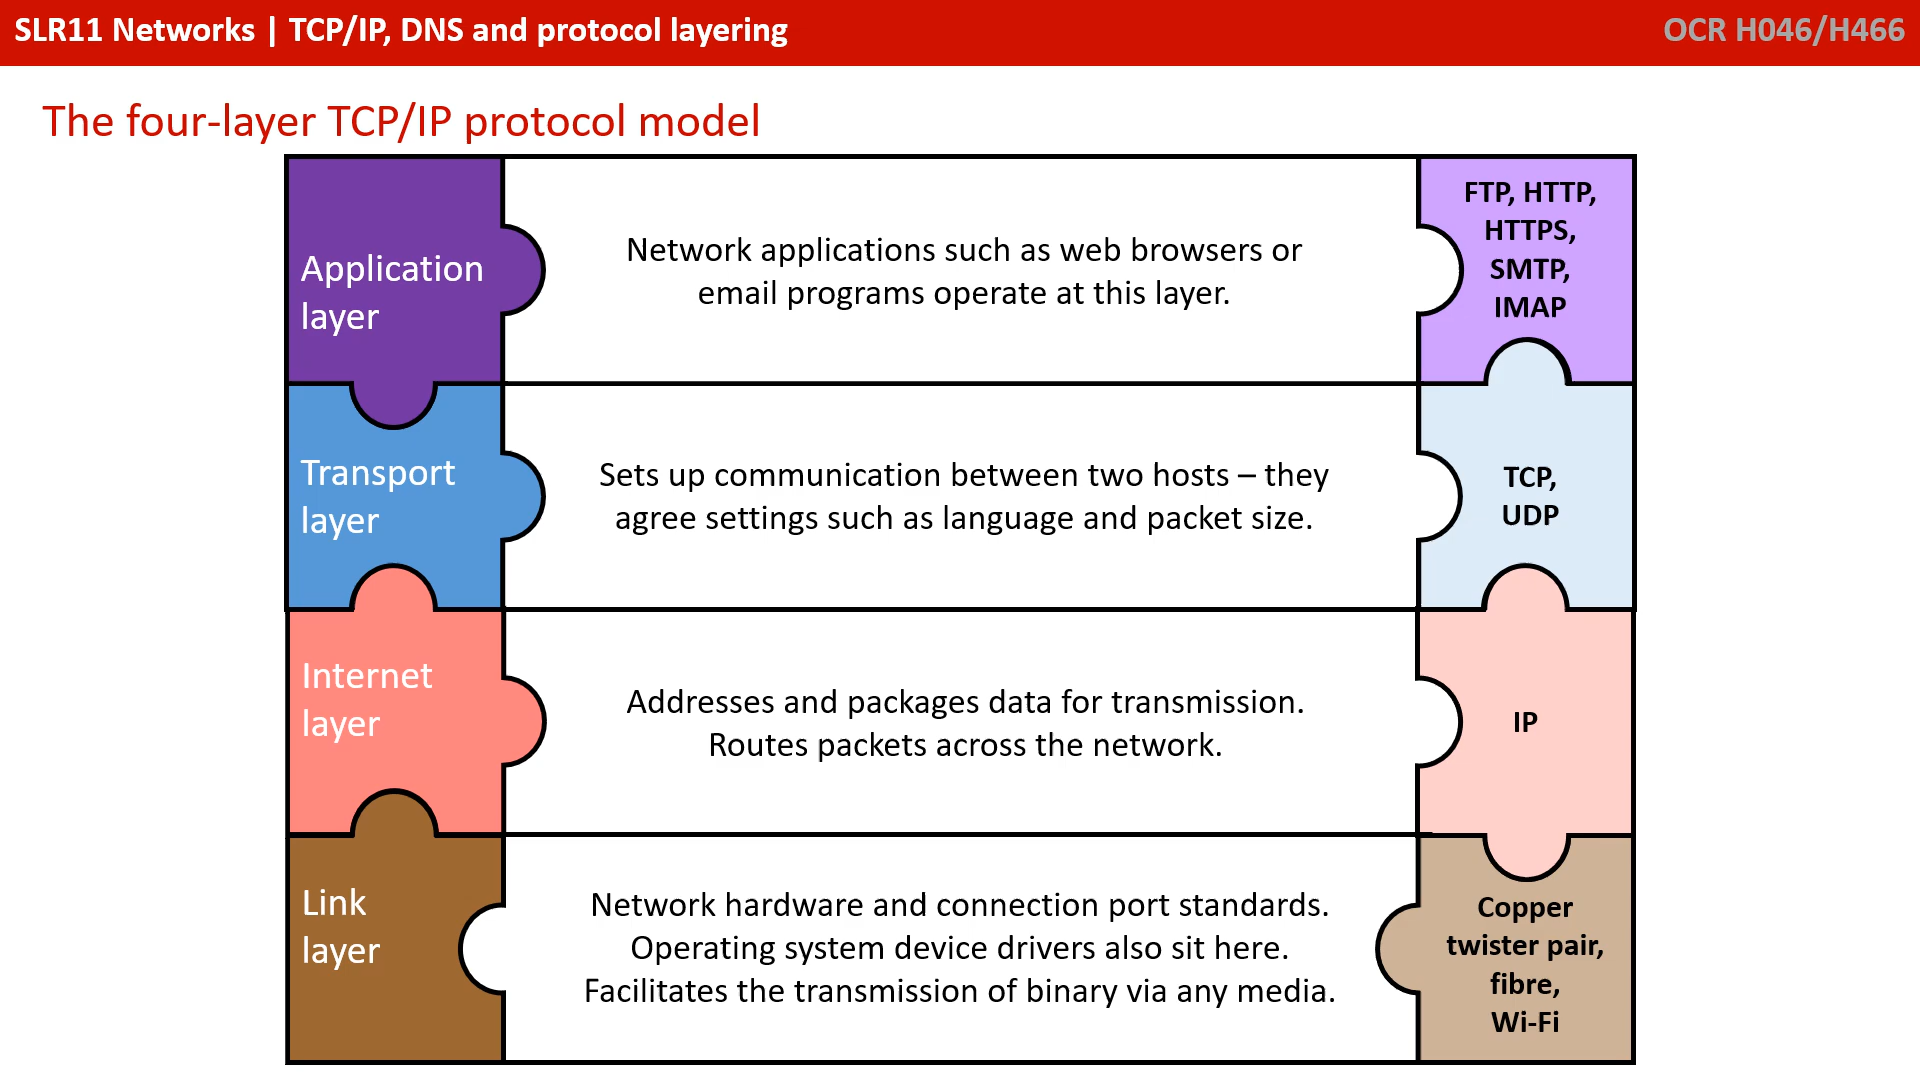 SLR11 Networks | TCP/IP, DNS and protocol layering
OCR H046/H466
The four-layer TCP/IP protocol model
Application
layer
Network applications such as web browsers or
email programs operate at this layer.
FTP, HTTP,
HTTPS,
SMTP,
IMAP
Transport
layer
Sets up communication between two hosts – they
agree settings such as language and packet size.
TCP,
UDP
Internet
layer
Addresses and packages data for transmission.
Routes packets across the network.
IP
Link
layer
Network hardware and connection port standards.
Operating system device drivers also sit here.
Facilitates the transmission of binary via any media.
Copper
twister pair,
fibre,
Wi-Fi